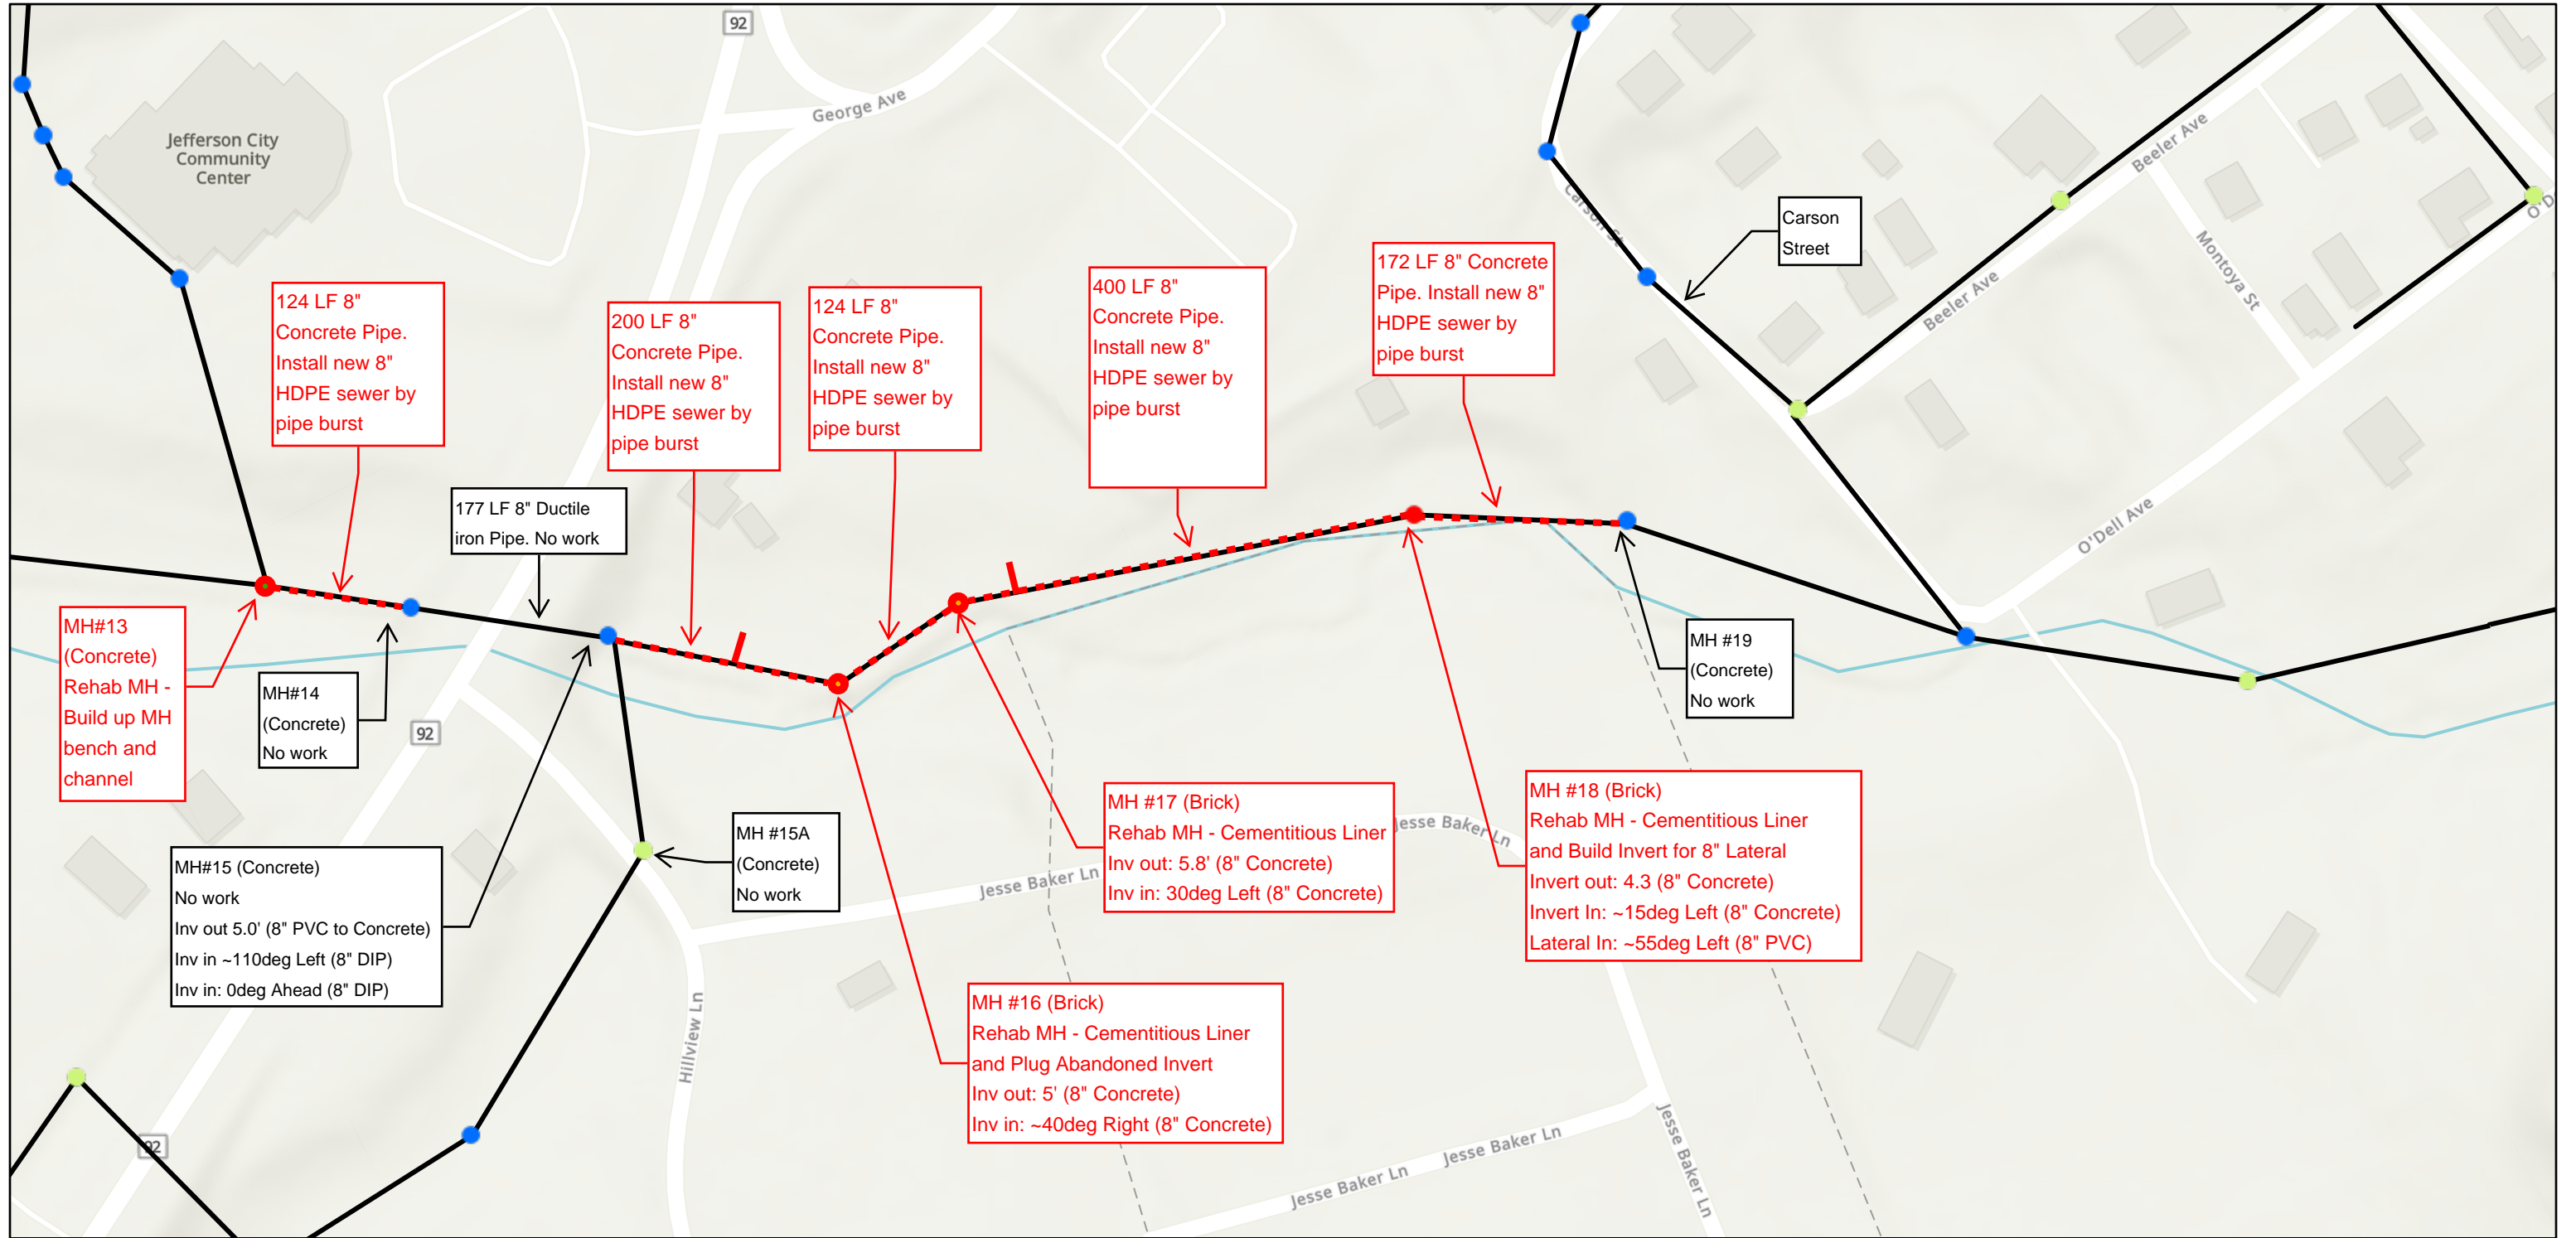 92
George Ave
Jefferson City
Community
Center
Carson St
Carson
Street
Beeler Ave
Montoya St
Beeler Ave
O'D
124 LF 8"
Concrete Pipe.
Install new 8"
HDPE sewer by
pipe burst
200 LF 8"
Concrete Pipe.
Install new 8"
HDPE sewer by
pipe burst
124 LF 8"
Concrete Pipe.
Install new 8"
HDPE sewer by
pipe burst
400 LF 8"
Concrete Pipe.
Install new 8"
HDPE sewer by
pipe burst
172 LF 8" Concrete
Pipe. Install new 8"
HDPE sewer by
pipe burst
177 LF 8" Ductile
iron Pipe. No work
O'Dell Ave
MH#13
(Concrete)
Rehab MH -
Build up MH
bench and
channel
MH#14
(Concrete)
No work
92
MH #19
(Concrete)
No work
MH#15 (Concrete)
No work
Inv out 5.0' (8" PVC to Concrete)
Inv in ~110deg Left (8" DIP)
Inv in: 0deg Ahead (8" DIP)
MH #15A
(Concrete)
No work
MH #17 (Brick)
Rehab MH - Cementitious Liner
Inv out: 5.8' (8" Concrete)
Inv in: 30deg Left (8" Concrete)
MH #18 (Brick)
Rehab MH - Cementitious Liner
and Build Invert for 8" Lateral
Invert out: 4.3 (8" Concrete)
Invert In: ~15deg Left (8" Concrete)
Lateral In: ~55deg Left (8" PVC)
Jesse Baker Ln
Jesse Baker Ln
MH #16 (Brick)
Rehab MH - Cementitious Liner
and Plug Abandoned Invert
Inv out: 5' (8" Concrete)
Inv in: ~40deg Right (8" Concrete)
Hillview Ln
92
Jesse Baker Ln
Jesse Baker Ln
Jesse Baker Ln